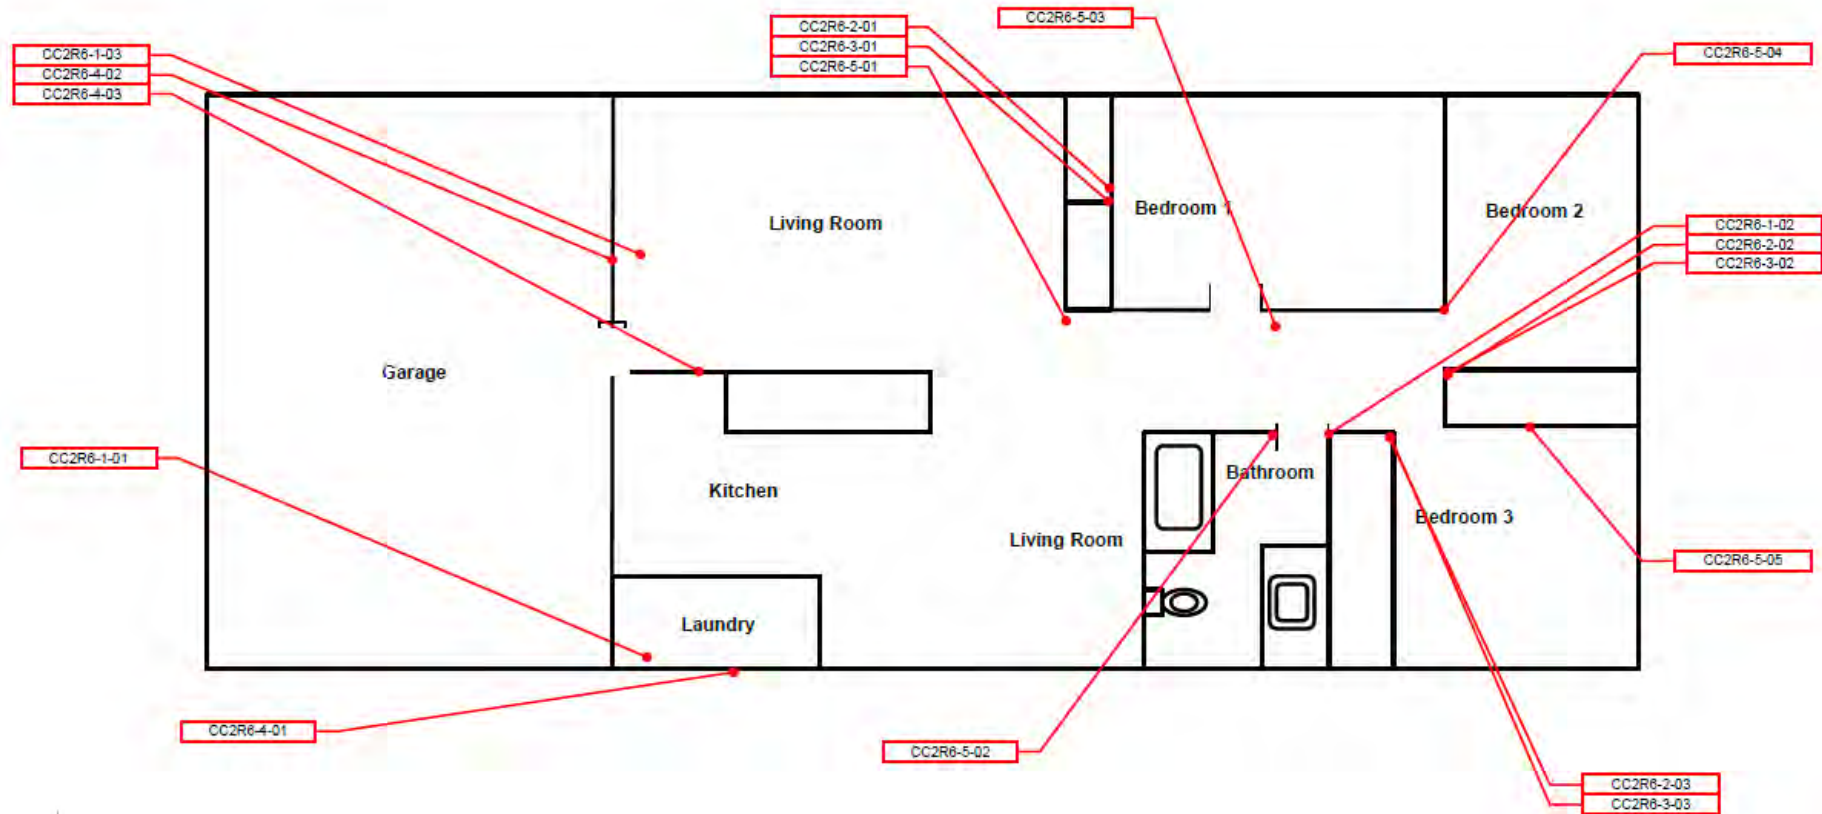 CC2R6-5-03
CC2R6-2-01
CC2R6-3-01
CC2R6-5-01
CC2R6-1-03
CC2R6-4-02
CC2R6-4-03
CC2R6-5-04
Living Room
Bedroom 1
Bedroom 2
CC2R6-1-02
CC2R6-2-02
CC2R6-3-02
Garage
CC2R6-1-01
Kitchen
Bathroom
Living Room
Bedroom 3
CC2R6-5-05
Laundry
CC2R6-4-01
CC2R6-5-02
CC2R6-2-03
CC2R6-3-03